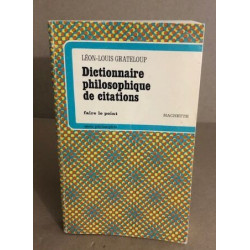 LÉON-LOUIS GRATELOUP
Dictionnaire
philosophique
de citations
faire le point
HACHETTE